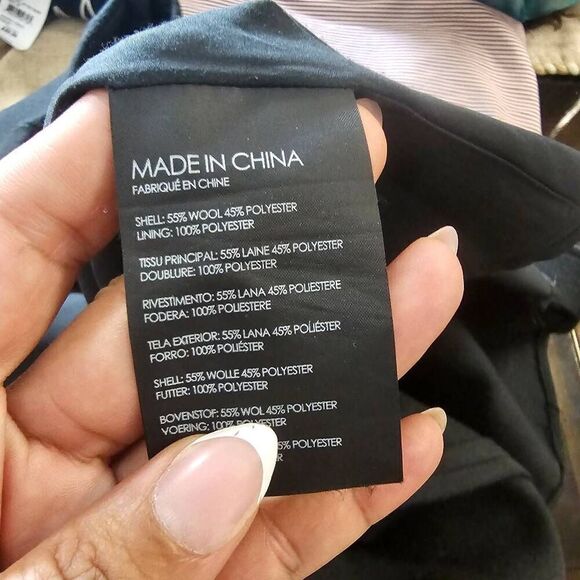 MADE IN CHINA
FABRIQUÉ EN CHINE
SHELL: 55% WOOL 45% POLYESTER
LINING: 100% POLYESTER
TISSU PRINCIPAL: 55% LAINE 45% POLYESTER
DOUBLURE: 100% POLYESTER
RIVESTIMENTO: 55% LANA 45% POLIESTERE
FODERA: 100% POLIESTERE
TELA EXTERIOR: 55% LANA 45% POLIÉSTER
FORRO: 100% POLIÉSTER
SHELL: 55% WOLLE 45% POLYESTER
FUTTER: 100% POLYESTER
BOVENSTOF: 55% WOL 45% POLYESTER
VOERING: 100% POLYESTER
POLYESTER